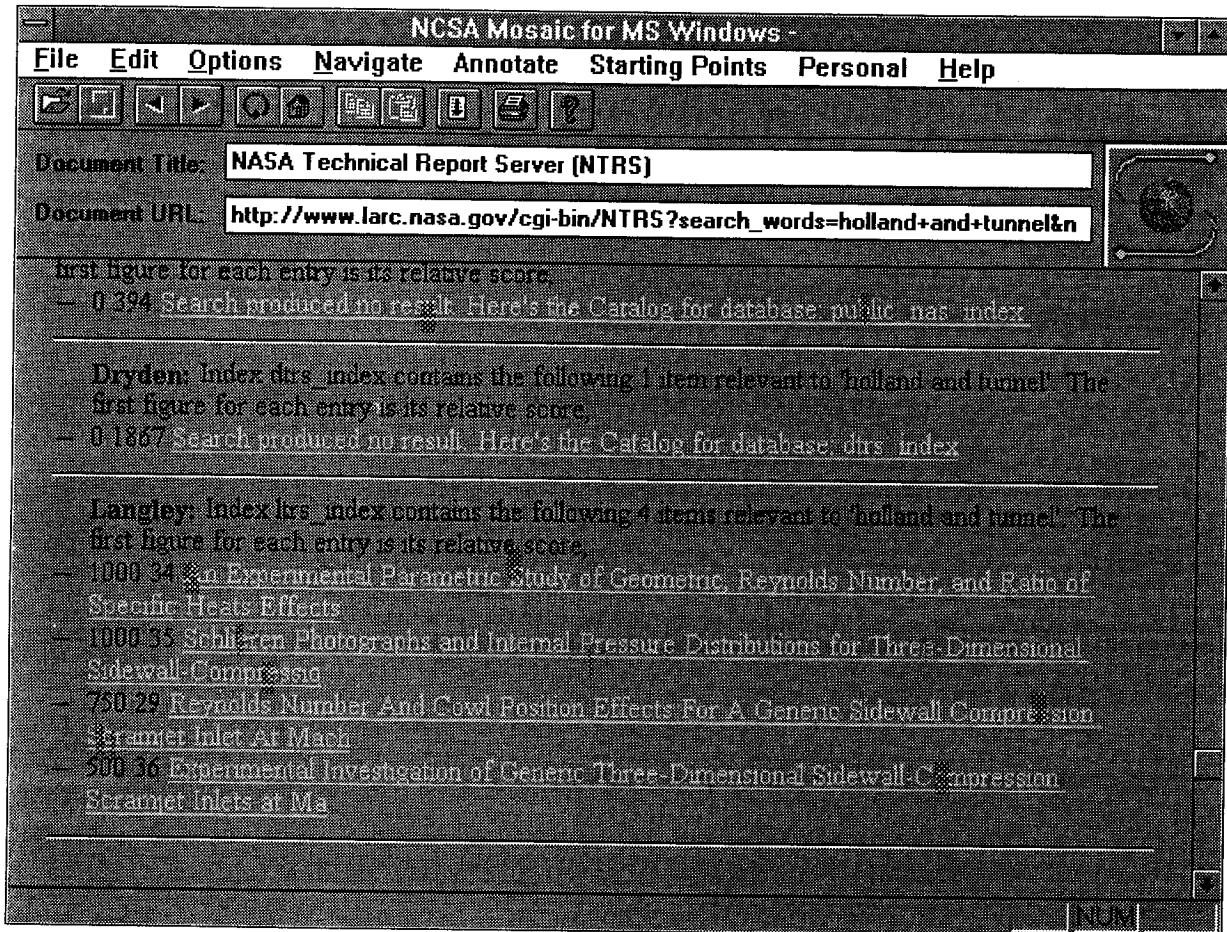 NCSA Mosaic for MS Windows -
File Edit Options Navigate Annotate Starting Points Personal Help
Document Title: NASA Technical Report Server (NTRS)
Document URL: http://www.larc.nasa.gov/cgi-bin/NTRS?search_words=holland+and+tunnel&n
first figure for each entry is its relative score,
— 0 394 Search produced no result. Here's the Catalog for database: public_nas_index
Dryden: Index dtrs_index contains the following 1 item relevant to 'holland and tunnel'. The
first figure for each entry is its relative score,
— 0 1867 Search produced no result. Here's the Catalog for database: dtrs_index
Langley: Index ltrs_index contains the following 4 items relevant to 'holland and tunnel'. The
first figure for each entry is its relative score,
— 1000 34 An Experimental Parametric Study of Geometric, Reynolds Number, and Ratio of
Specific Heats Effects
— 1000 35 Schlieren Photographs and Internal Pressure Distributions for Three-Dimensional
Sidewall-Compressio
— 750 29 Reynolds Number And Cowl Position Effects For A Generic Sidewall Compression
Scramjet Inlet At Mach
— 500 36 Experimental Investigation of Generic Three-Dimensional Sidewall-Compression
Scramjet Inlets at Ma
NUM